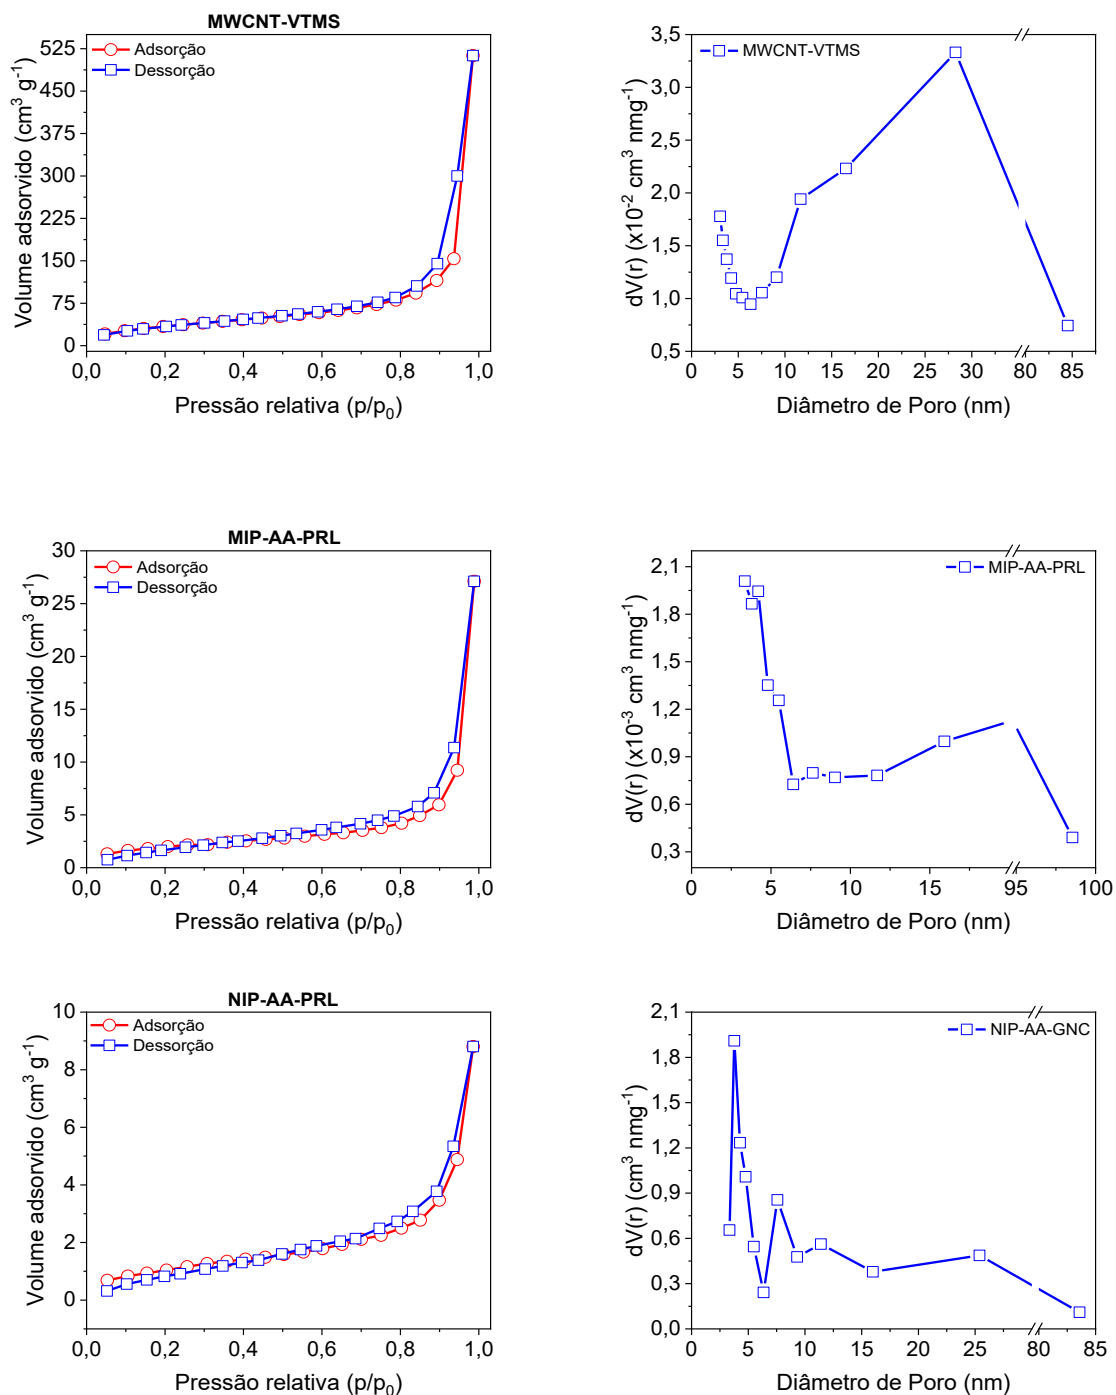 MWCNT-VTMS
Adsorção
Dessorção
Volume adsorvido (cm³ g⁻¹)
525
450
375
300
225
150
75
0
0,0 0,2 0,4 0,6 0,8 1,0
Pressão relativa (p/p₀)
MWCNT-VTMS
dV(r) (x10⁻² cm³ nmg⁻¹)
3,5
3,0
2,5
2,0
1,5
1,0
0,5
0 5 10 15 20 25 30 80 85
Diâmetro de Poro (nm)
MIP-AA-PRL
Adsorção
Dessorção
Volume adsorvido (cm³ g⁻¹)
30
25
20
15
10
5
0
0,0 0,2 0,4 0,6 0,8 1,0
Pressão relativa (p/p₀)
MIP-AA-PRL
dV(r) (x10⁻³ cm³ nmg⁻¹)
2,1
1,8
1,5
1,2
0,9
0,6
0,3
0 5 10 15 95 100
Diâmetro de Poro (nm)
NIP-AA-PRL
Adsorção
Dessorção
Volume adsorvido (cm³ g⁻¹)
10
8
6
4
2
0
0,0 0,2 0,4 0,6 0,8 1,0
Pressão relativa (p/p₀)
NIP-AA-GNC
dV(r) (cm³ nmg⁻¹)
2,1
1,8
1,5
1,2
0,9
0,6
0,3
0,0
0 5 10 15 20 25 80 85
Diâmetro de Poro (nm)